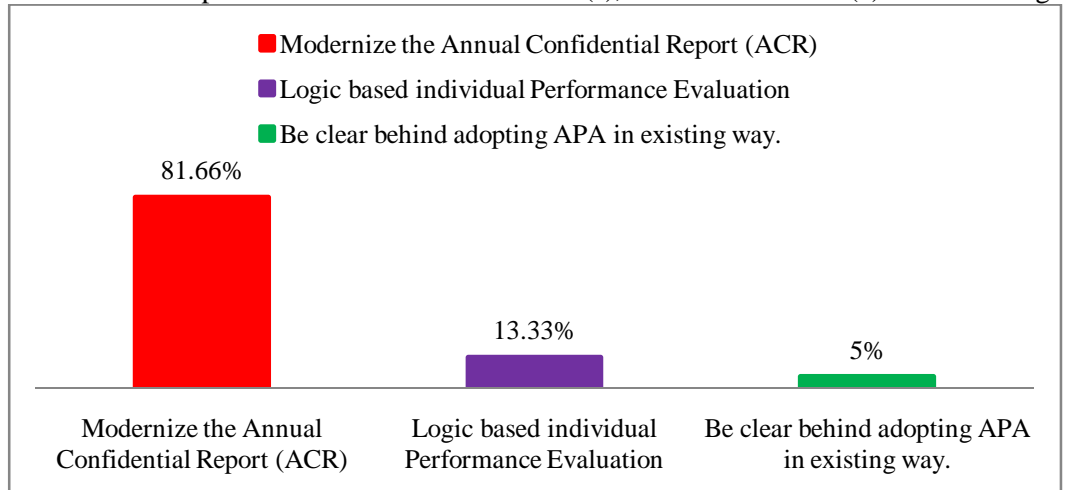 Modernize the Annual Confidential Report (ACR)
Logic based individual Performance Evaluation
Be clear behind adopting APA in existing way.
81.66%
13.33%
5%
Modernize the Annual
Confidential Report (ACR)
Logic based individual
Performance Evaluation
Be clear behind adopting APA
in existing way.